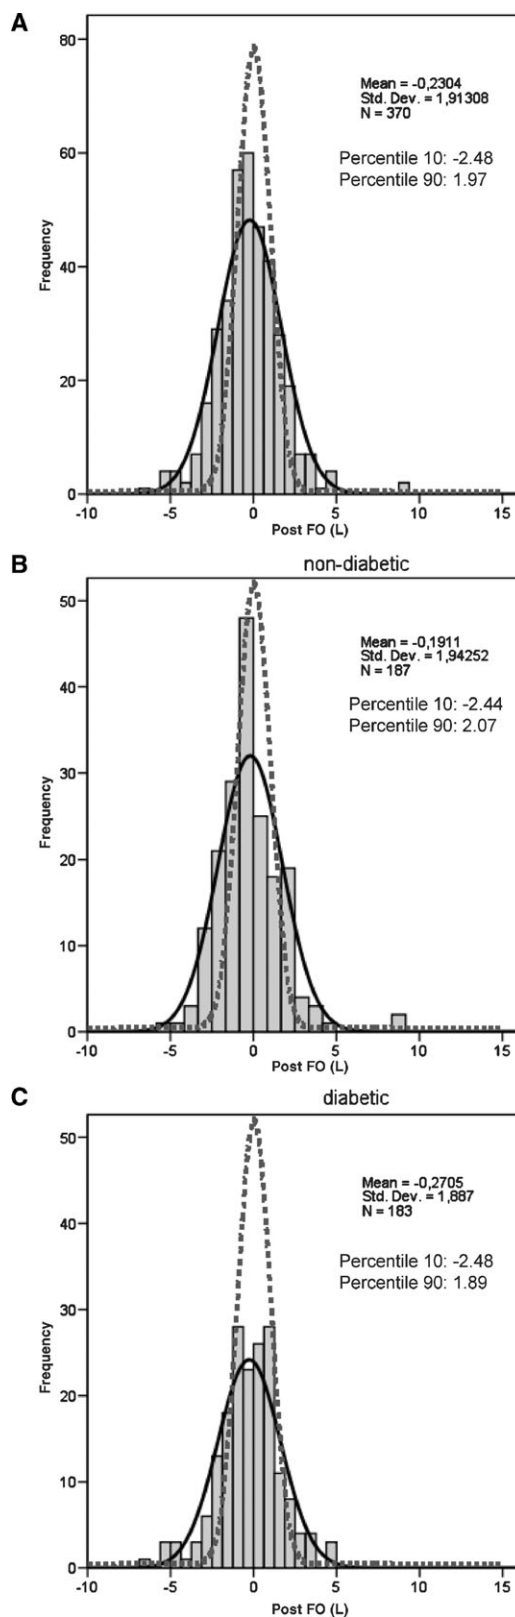 A
80
60
40
20
0
Frequency
Mean = -0,2304
Std. Dev. = 1,91308
N = 370
Percentile 10: -2.48
Percentile 90: 1.97
-10 -5 0 5 10 15
Post FO (L)
B
non-diabetic
50
40
30
20
10
0
Frequency
Mean = -0,1911
Std. Dev. = 1,94252
N = 187
Percentile 10: -2.44
Percentile 90: 2.07
-10 -5 0 5 10 15
Post FO (L)
C
diabetic
50
40
30
20
10
0
Frequency
Mean = -0,2705
Std. Dev. = 1,887
N = 183
Percentile 10: -2.48
Percentile 90: 1.89
-10 -5 0 5 10 15
Post FO (L)